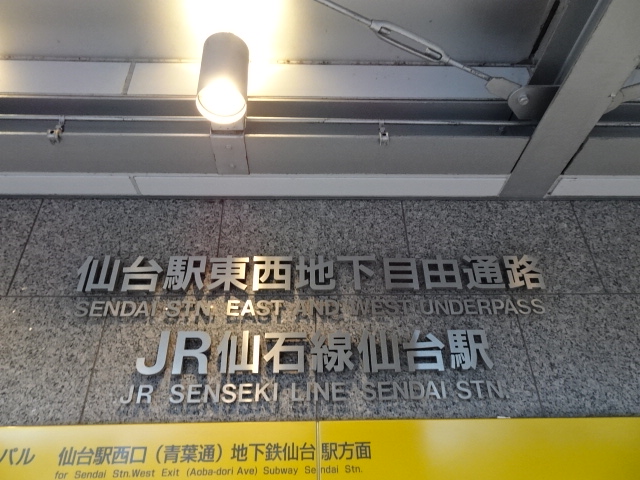 仙台駅東西地下自由通路
SENDAI STN. EAST AND WEST UNDERPASS
JR仙石線仙台駅
JR SENSEKI LINE SENDAI STN.
バル 仙台駅西口（青葉通）地下鉄仙台駅方面
for Sendai Stn.West Exit (Aoba-dori Ave) Subway Sendai Stn.